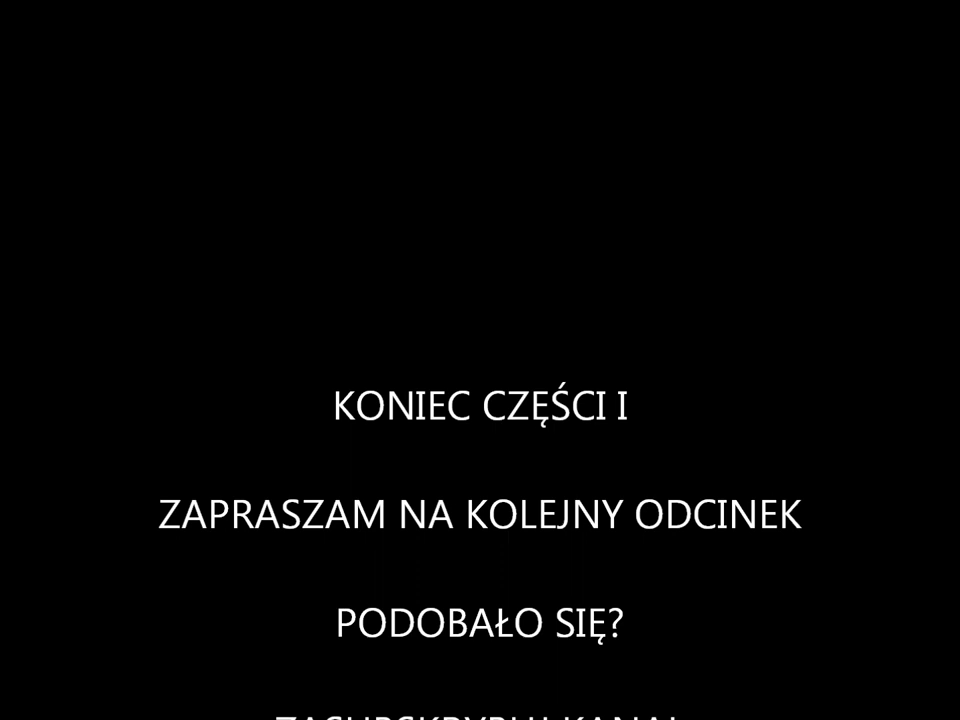 KONIEC CZĘŚCI I
ZAPRASZAM NA KOLEJNY ODCINEK
PODOBAŁO SIĘ?